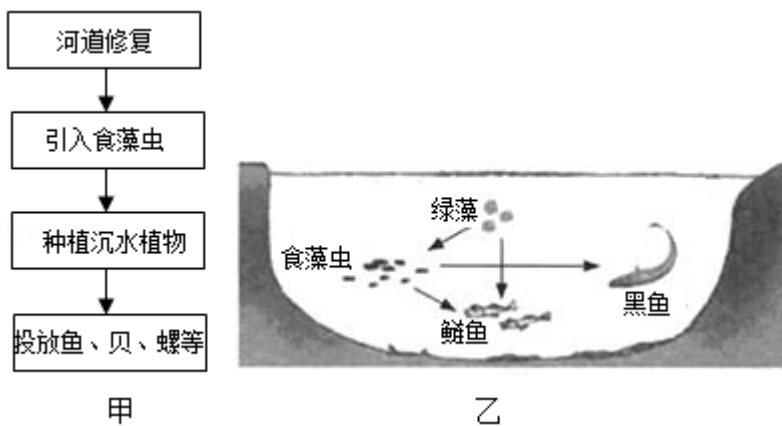 河道修复
引入食藻虫
种植沉水植物
投放鱼、贝、螺等
甲
绿藻
食藻虫
鲢鱼
黑鱼
乙